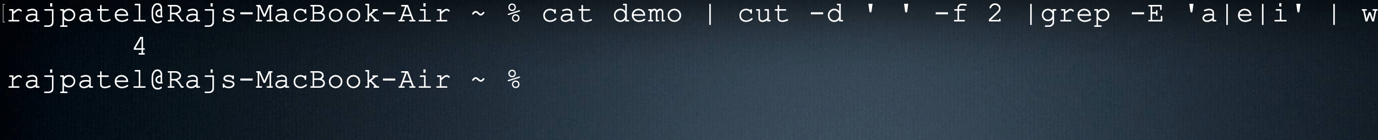 rajpatel@Rajs-MacBook-Air ~ % cat demo | cut -d ' ' -f 2 |grep -E 'a|e|i' | w
4
rajpatel@Rajs-MacBook-Air ~ %